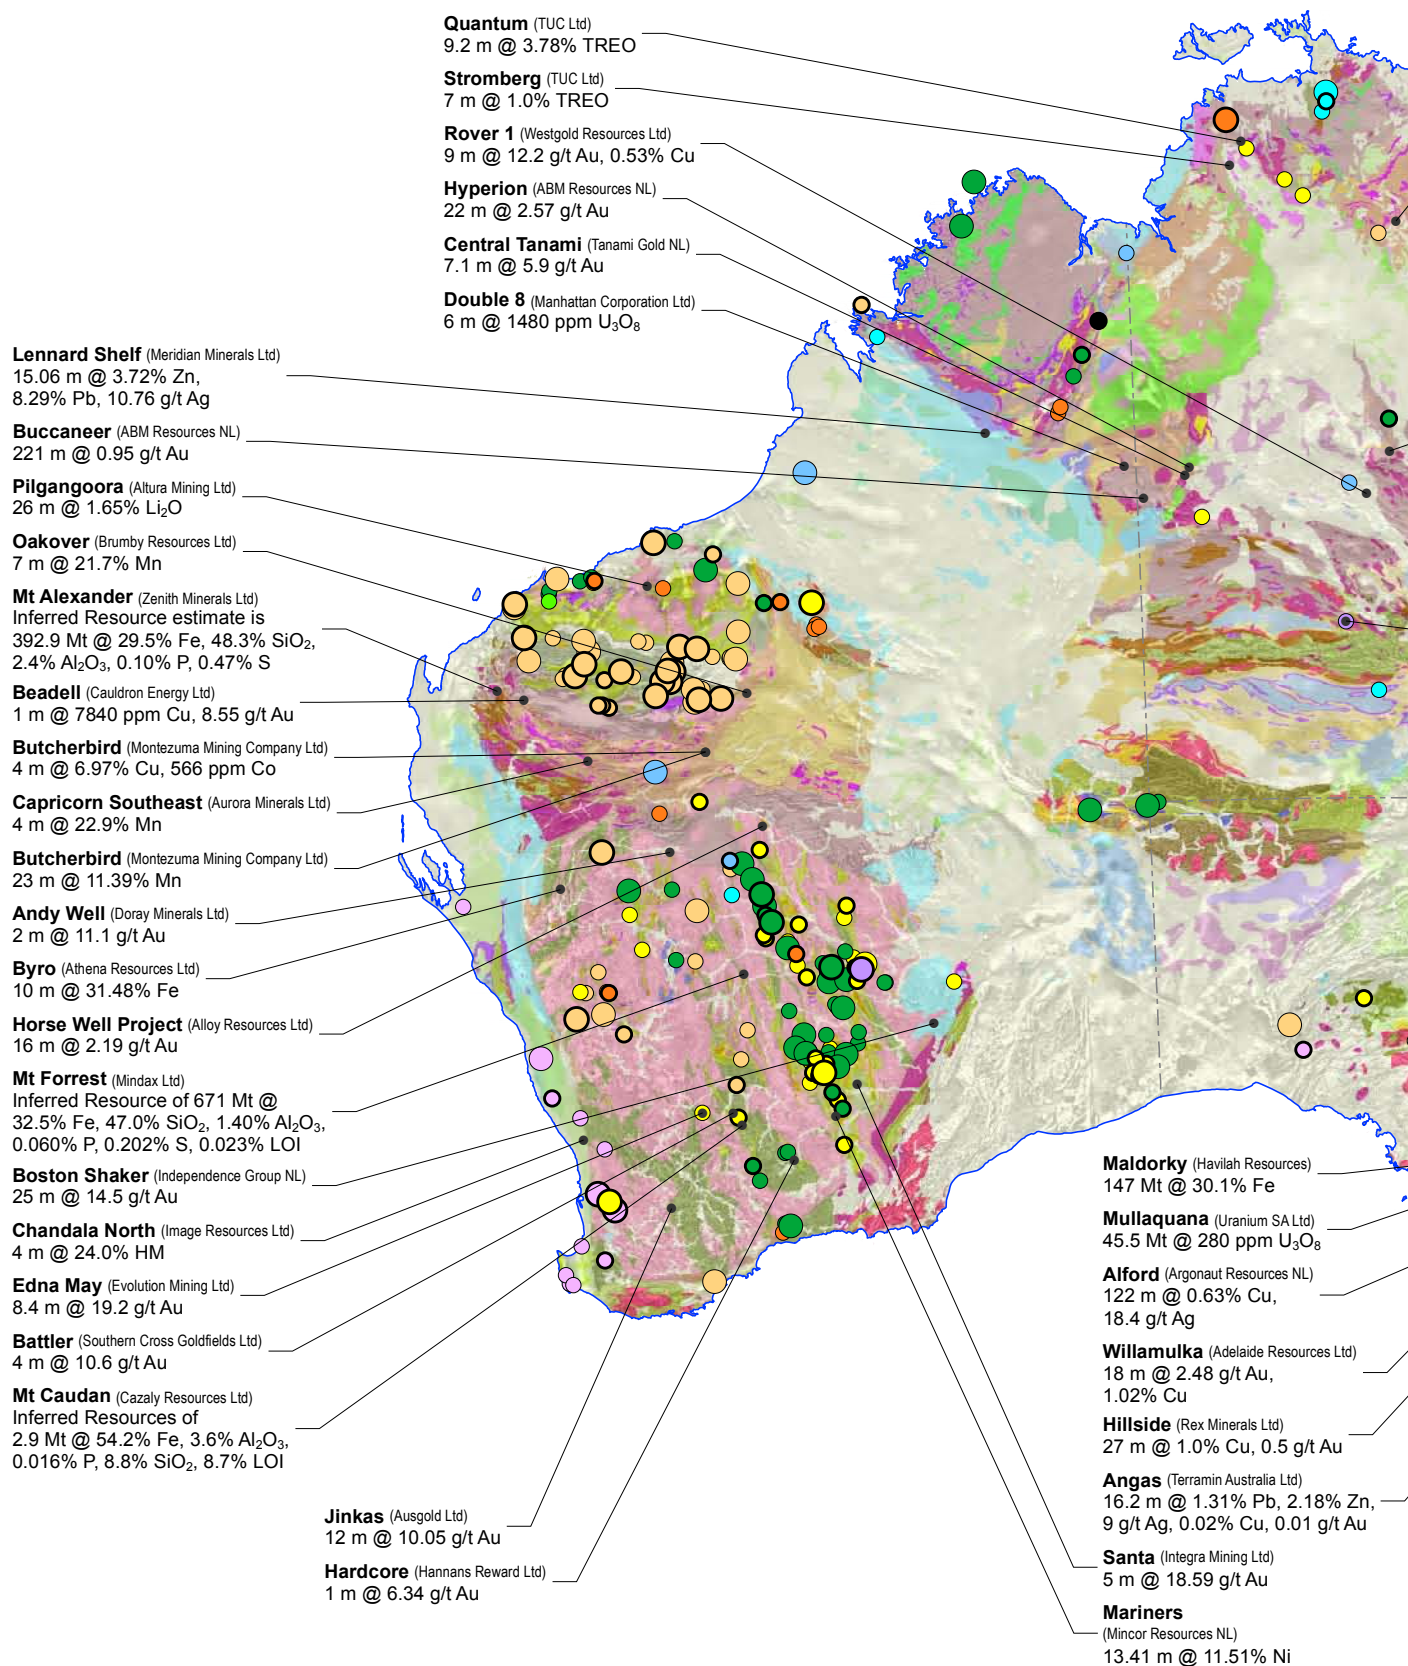 Quantum (TUC Ltd)
9.2 m @ 3.78% TREO
Stromberg (TUC Ltd)
7 m @ 1.0% TREO
Rover 1 (Westgold Resources Ltd)
9 m @ 12.2 g/t Au, 0.53% Cu
Hyperion (ABM Resources NL)
22 m @ 2.57 g/t Au
Central Tanami (Tanami Gold NL)
7.1 m @ 5.9 g/t Au
Double 8 (Manhattan Corporation Ltd)
6 m @ 1480 ppm U₃O₈
Lennard Shelf (Meridian Minerals Ltd)
15.06 m @ 3.72% Zn,
8.29% Pb, 10.76 g/t Ag
Buccaneer (ABM Resources NL)
221 m @ 0.95 g/t Au
Pilgangoora (Altura Mining Ltd)
26 m @ 1.65% Li₂O
Oakover (Brumby Resources Ltd)
7 m @ 21.7% Mn
Mt Alexander (Zenith Minerals Ltd)
Inferred Resource estimate is
392.9 Mt @ 29.5% Fe, 48.3% SiO₂,
2.4% Al₂O₃, 0.10% P, 0.47% S
Beadell (Cauldron Energy Ltd)
1 m @ 7840 ppm Cu, 8.55 g/t Au
Butcherbird (Montezuma Mining Company Ltd)
4 m @ 6.97% Cu, 566 ppm Co
Capricorn Southeast (Aurora Minerals Ltd)
4 m @ 22.9% Mn
Butcherbird (Montezuma Mining Company Ltd)
23 m @ 11.39% Mn
Andy Well (Doray Minerals Ltd)
2 m @ 11.1 g/t Au
Byro (Athena Resources Ltd)
10 m @ 31.48% Fe
Horse Well Project (Alloy Resources Ltd)
16 m @ 2.19 g/t Au
Mt Forrest (Mindax Ltd)
Inferred Resource of 671 Mt @
32.5% Fe, 47.0% SiO₂, 1.40% Al₂O₃,
0.060% P, 0.202% S, 0.023% LOI
Boston Shaker (Independence Group NL)
25 m @ 14.5 g/t Au
Chandala North (Image Resources Ltd)
4 m @ 24.0% HM
Edna May (Evolution Mining Ltd)
8.4 m @ 19.2 g/t Au
Battler (Southern Cross Goldfields Ltd)
4 m @ 10.6 g/t Au
Mt Caudan (Cazaly Resources Ltd)
Inferred Resources of
2.9 Mt @ 54.2% Fe, 3.6% Al₂O₃,
0.016% P, 8.8% SiO₂, 8.7% LOI
Jinkas (Ausgold Ltd)
12 m @ 10.05 g/t Au
Hardcore (Hannans Reward Ltd)
1 m @ 6.34 g/t Au
Maldorky (Havilah Resources)
147 Mt @ 30.1% Fe
Mullaquana (Uranium SA Ltd)
45.5 Mt @ 280 ppm U₃O₈
Alford (Argonaut Resources NL)
122 m @ 0.63% Cu,
18.4 g/t Ag
Willamulka (Adelaide Resources Ltd)
18 m @ 2.48 g/t Au,
1.02% Cu
Hillside (Rex Minerals Ltd)
27 m @ 1.0% Cu, 0.5 g/t Au
Angas (Terramin Australia Ltd)
16.2 m @ 1.31% Pb, 2.18% Zn,
9 g/t Ag, 0.02% Cu, 0.01 g/t Au
Santa (Integra Mining Ltd)
5 m @ 18.59 g/t Au
Mariners
(Mincor Resources NL)
13.41 m @ 11.51% Ni